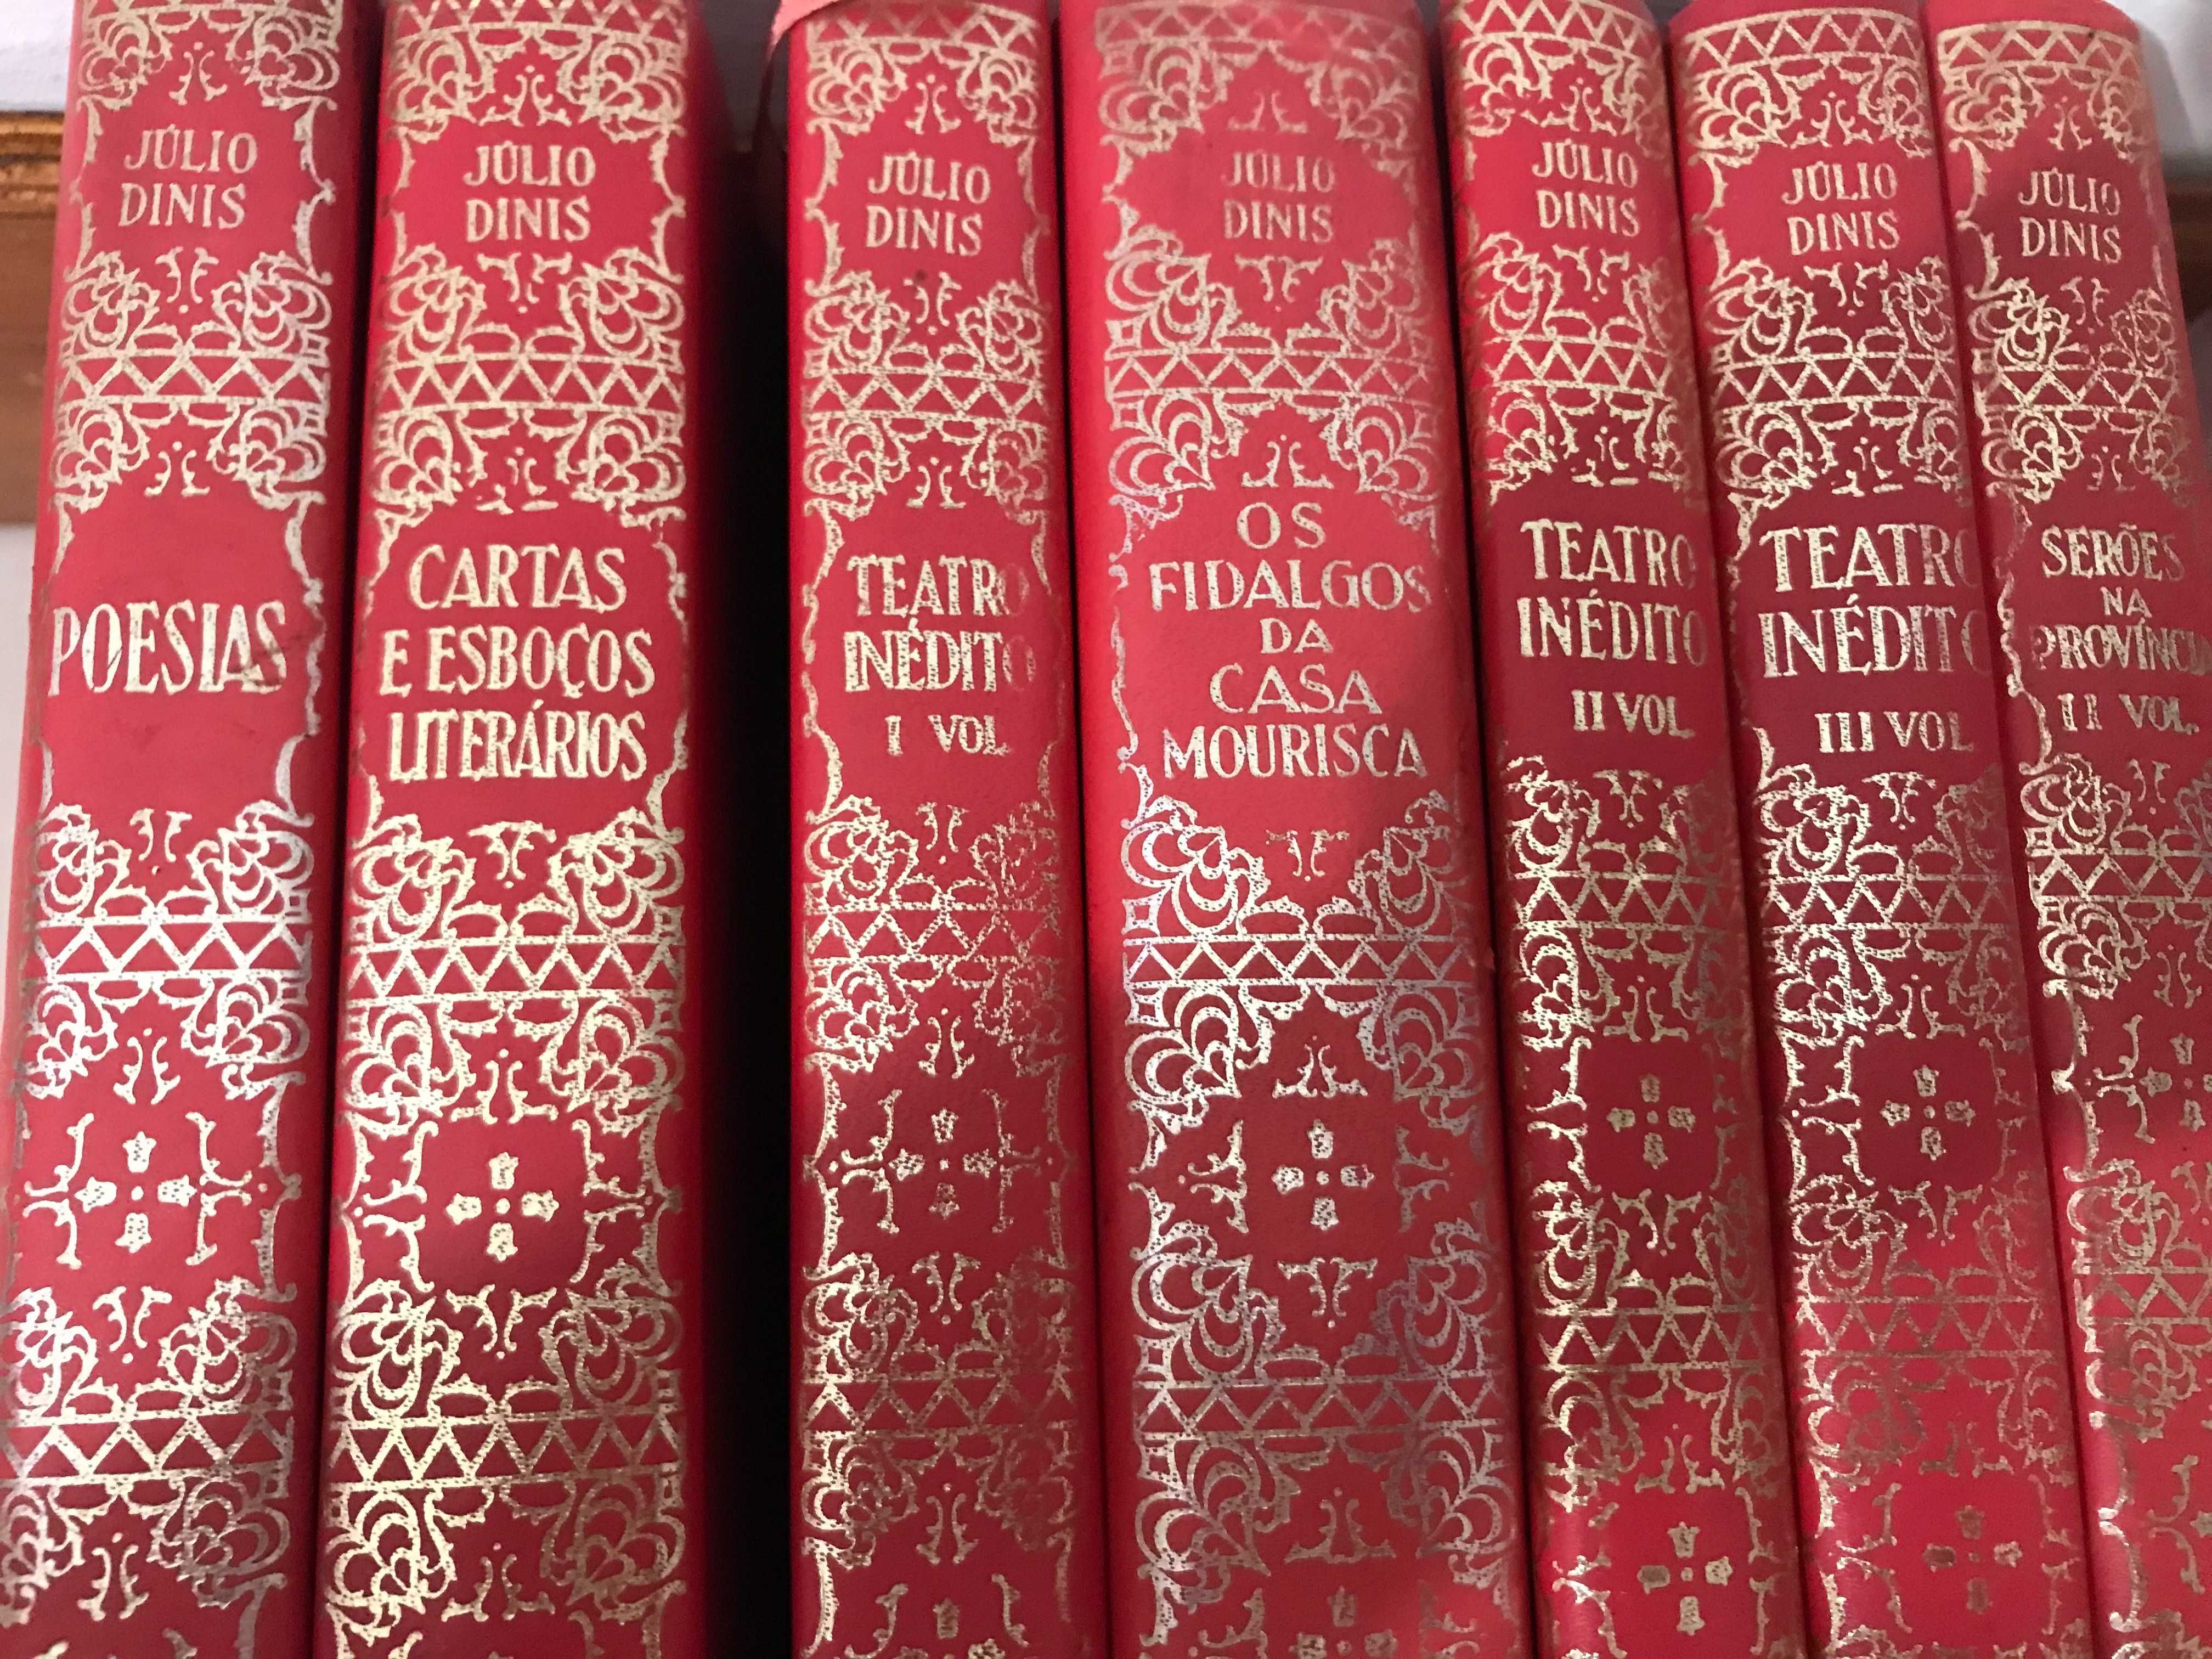 JÚLIO
DINIS
POESIAS
JÚLIO
DINIS
CARTAS
E ESBOÇOS
LITERÁRIOS
JÚLIO
DINIS
TEATRO
INÉDITO
I VOL.
JÚLIO
DINIS
OS
FIDALGOS
DA
CASA
MOURISCA
JÚLIO
DINIS
TEATRO
INÉDITO
II VOL.
JÚLIO
DINIS
TEATRO
INÉDITO
III VOL
JÚLIO
DINIS
SERÕES
NA
PROVÍNCIA
II VOL.